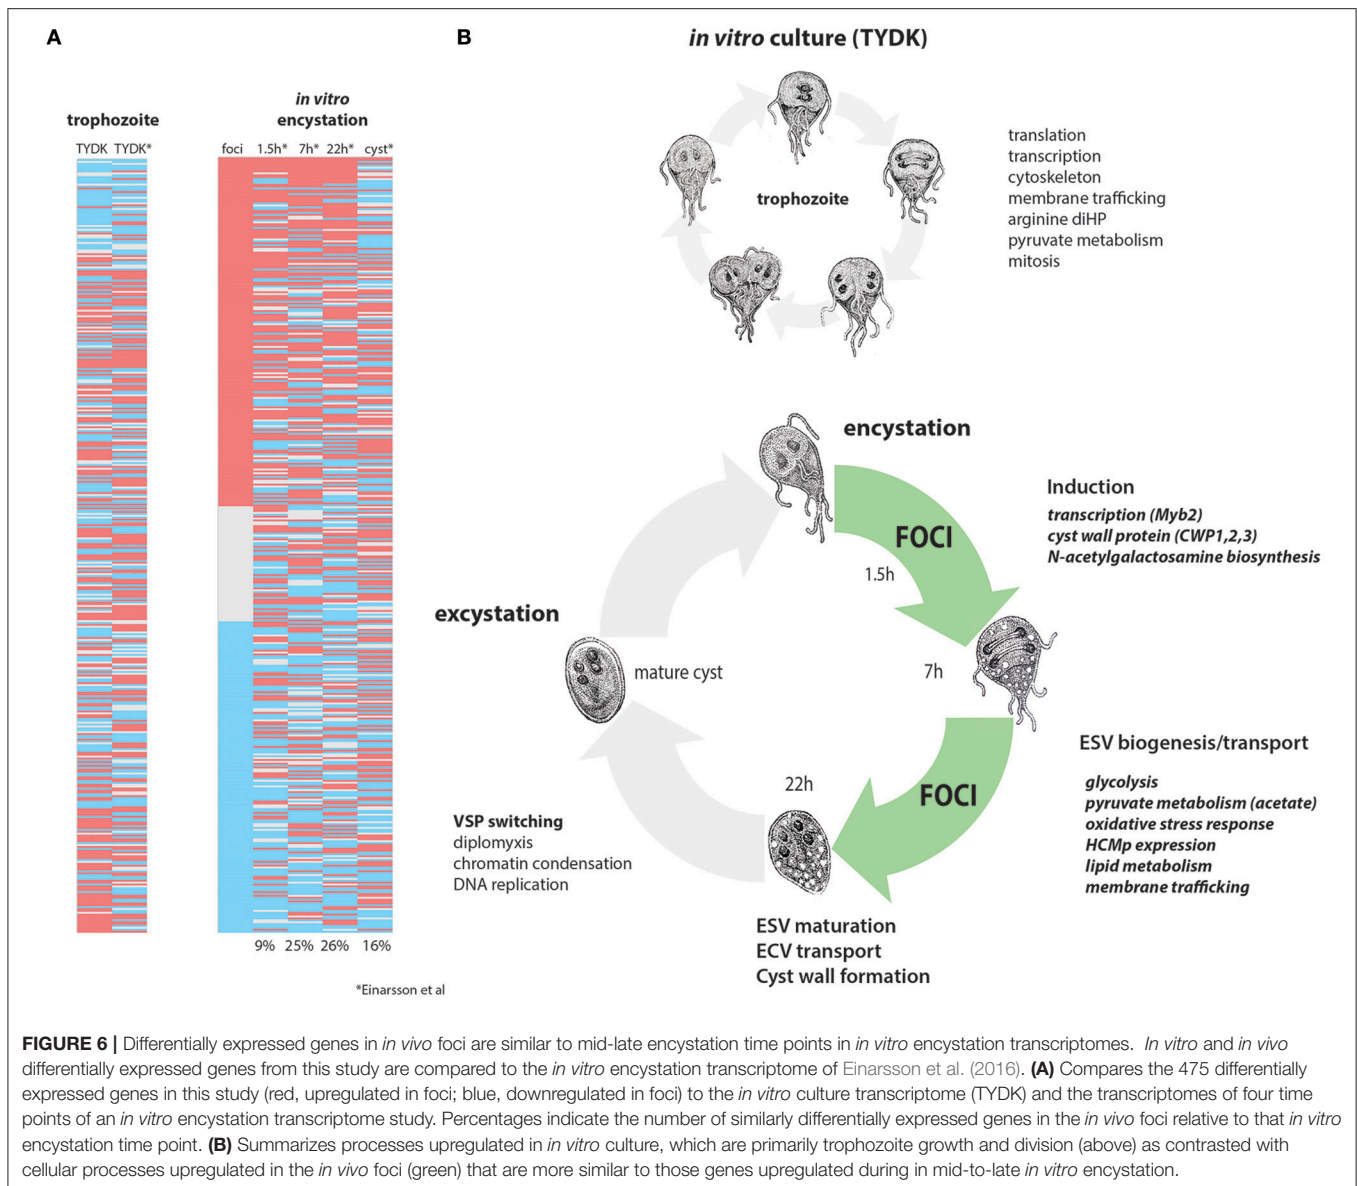 A
trophozoite
TYDK TYDK*
in vitro
encystation
foci 1.5h* 7h* 22h* cyst*
9% 25% 26% 16%
*Einarsson et al
B
in vitro culture (TYDK)
trophozoite
translation
transcription
cytoskeleton
membrane trafficking
arginine diHP
pyruvate metabolism
mitosis
encystation
FOCI
1.5h
Induction
transcription (Myb2)
cyst wall protein (CWP1,2,3)
N-acetylgalactosamine biosynthesis
excystation
mature cyst
7h
ESV biogenesis/transport
glycolysis
pyruvate metabolism (acetate)
oxidative stress response
HCMp expression
lipid metabolism
membrane trafficking
FOCI
22h
VSP switching
diplomyxis
chromatin condensation
DNA replication
ESV maturation
ECV transport
Cyst wall formation
FIGURE 6 | Differentially expressed genes in in vivo foci are similar to mid-late encystation time points in in vitro encystation transcriptomes. In vitro and in vivo
differentially expressed genes from this study are compared to the in vitro encystation transcriptome of Einarsson et al. (2016). (A) Compares the 475 differentially
expressed genes in this study (red, upregulated in foci; blue, downregulated in foci) to the in vitro culture transcriptome (TYDK) and the transcriptomes of four time
points of an in vitro encystation transcriptome study. Percentages indicate the number of similarly differentially expressed genes in the in vivo foci relative to that in vitro
encystation time point. (B) Summarizes processes upregulated in in vitro culture, which are primarily trophozoite growth and division (above) as contrasted with
cellular processes upregulated in the in vivo foci (green) that are more similar to those genes upregulated during in mid-to-late in vitro encystation.